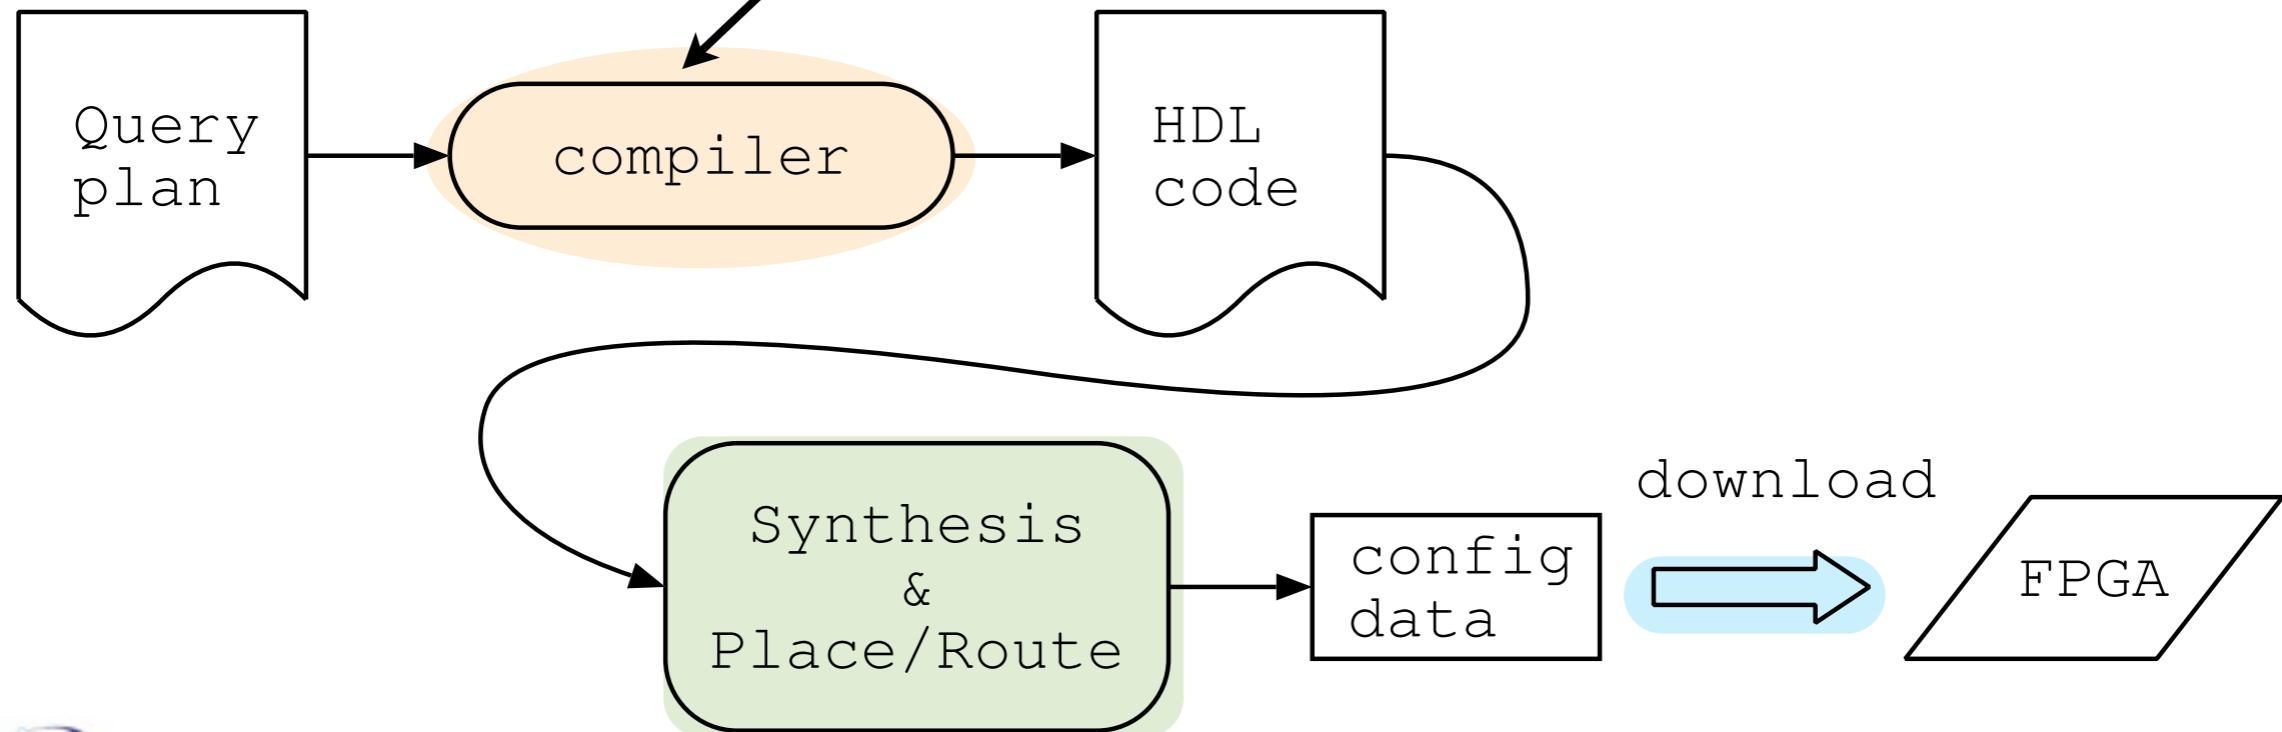 Query
plan
compiler
HDL
code
Synthesis
&
Place/Route
config
data
download
FPGA